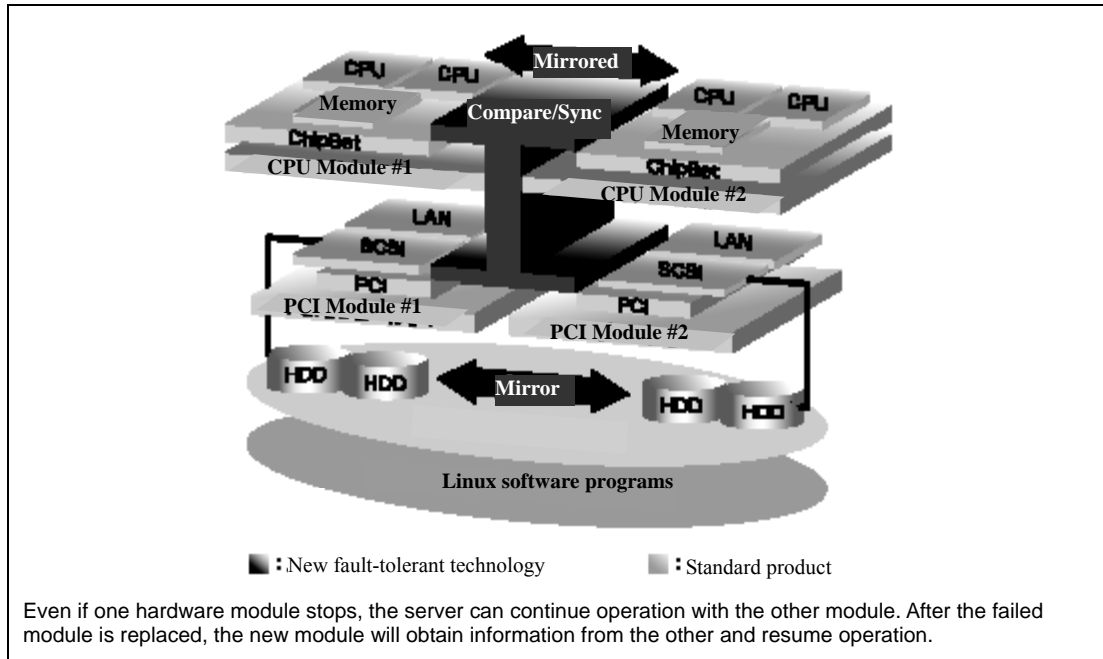 Mirrored
CPU
CPU
Memory
Compare/Sync
CPU
CPU
Memory
ChipSet
CPU Module #1
ChipSet
CPU Module #2
LAN
SCSI
PCI
PCI Module #1
LAN
SCSI
PCI
PCI Module #2
HDD
HDD
Mirror
HDD
HDD
Linux software programs
: New fault-tolerant technology
: Standard product
Even if one hardware module stops, the server can continue operation with the other module. After the failed
module is replaced, the new module will obtain information from the other and resume operation.